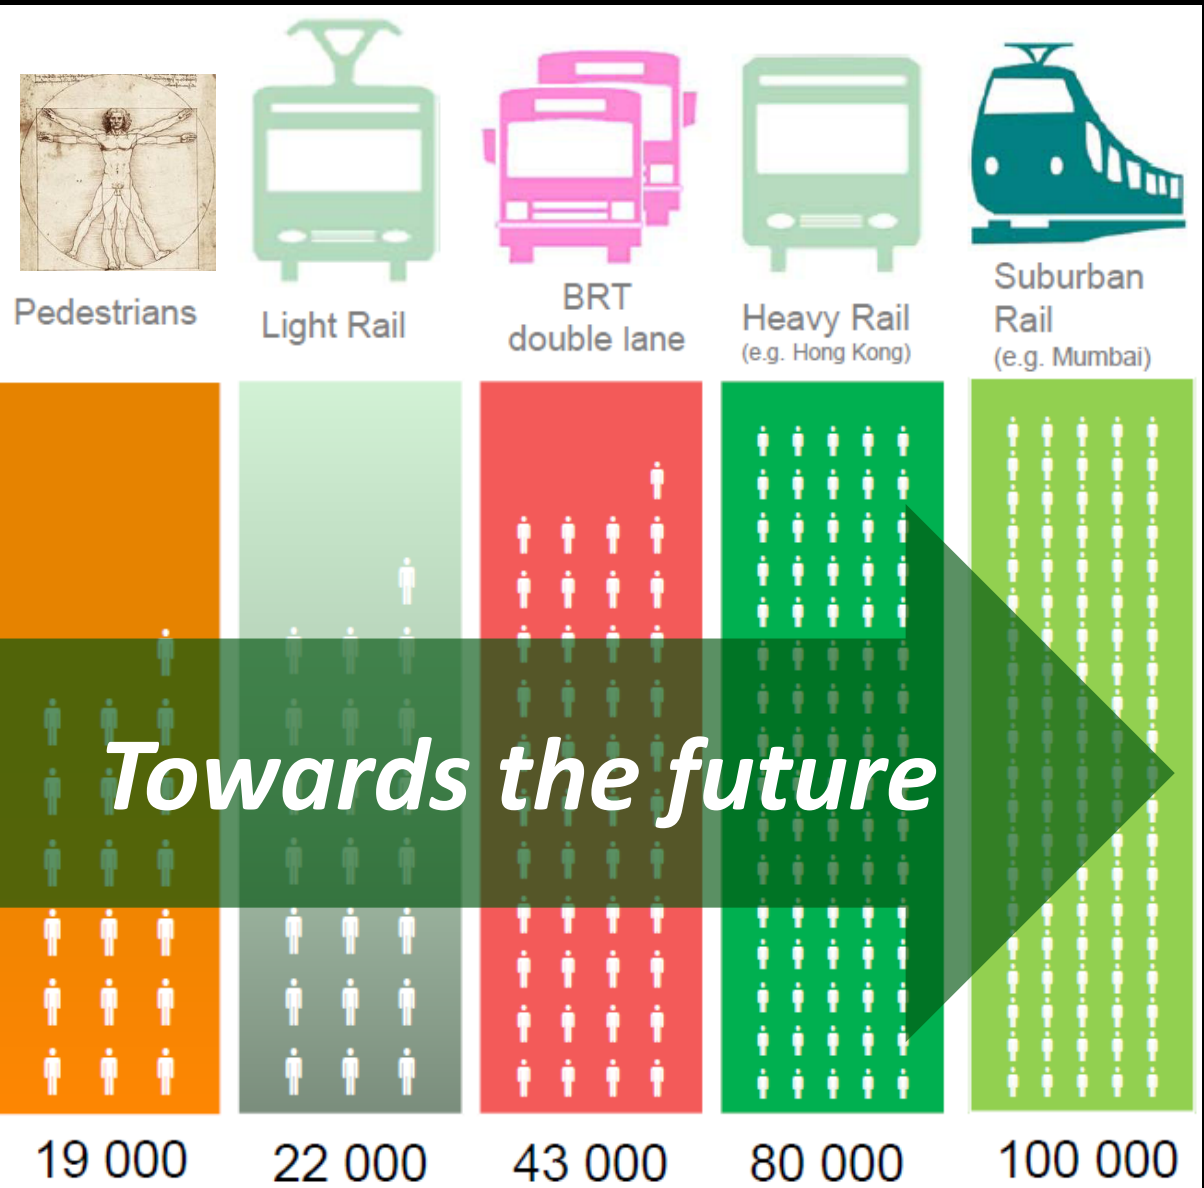 Pedestrians
Light Rail
BRT
double lane
Heavy Rail
(e.g. Hong Kong)
Suburban
Rail
(e.g. Mumbai)
Towards the future
19 000
22 000
43 000
80 000
100 000